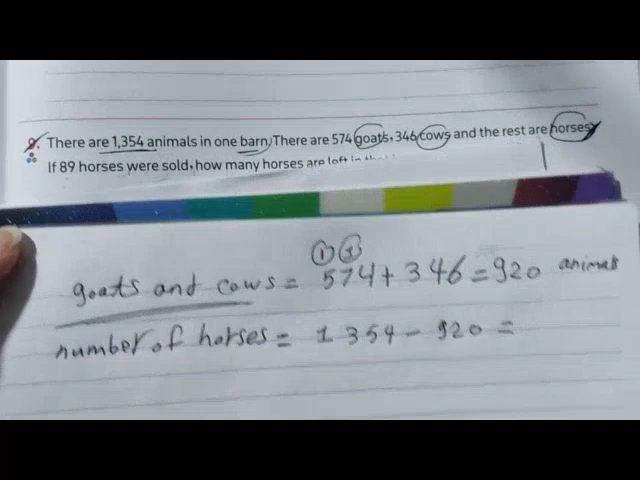 9. There are 1,354 animals in one barn, There are 574 goats, 346 cows and the rest are horses,
If 89 horses were sold, how many horses are left in
① ①
goats and cows = 574 + 346 = 920 animals
number of horses = 1354 - 920 =